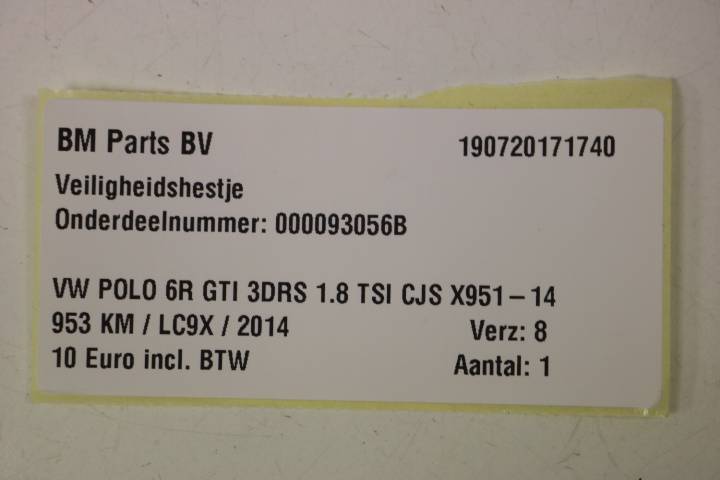 BM Parts BV 190720171740
Veiligheidshestje
Onderdeelnummer: 000093056B
VW POLO 6R GTI 3DRS 1.8 TSI CJS X951-14
953 KM / LC9X / 2014 Verz: 8
10 Euro incl. BTW Aantal: 1